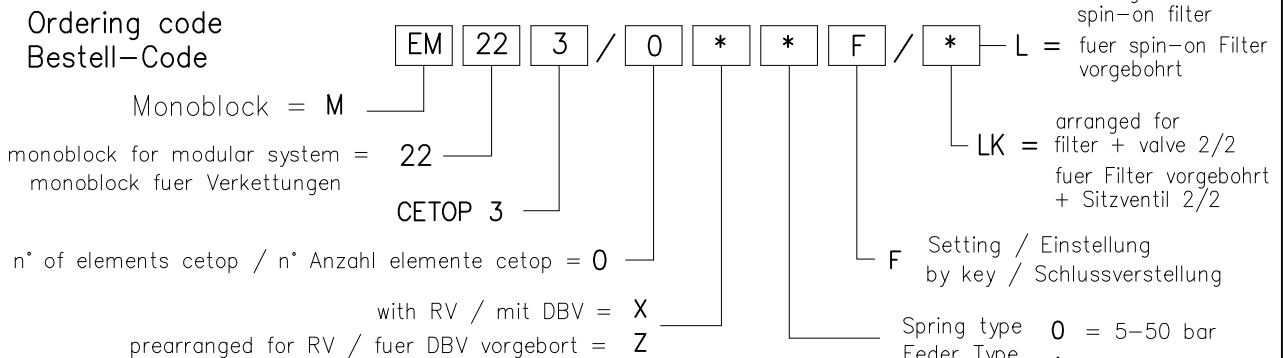 Ordering code
Bestell-Code
EM 22 3 / 0 * * F / *
L = spin-on filter
fuer spin-on Filter
vorgebohrt
Monoblock = M
LK = arranged for
filter + valve 2/2
fuer Filter vorgebohrt
+ Sitzventil 2/2
monoblock for modular system = 22
monoblock fuer Verkettungen
CETOP 3
n° of elements cetop / n° Anzahl elemente cetop = 0
F Setting / Einstellung
by key / Schlussverstellung
with RV / mit DBV = X
prearranged for RV / fuer DBV vorgebort = Z
Spring type 0 = 5-50 bar
Feder Type